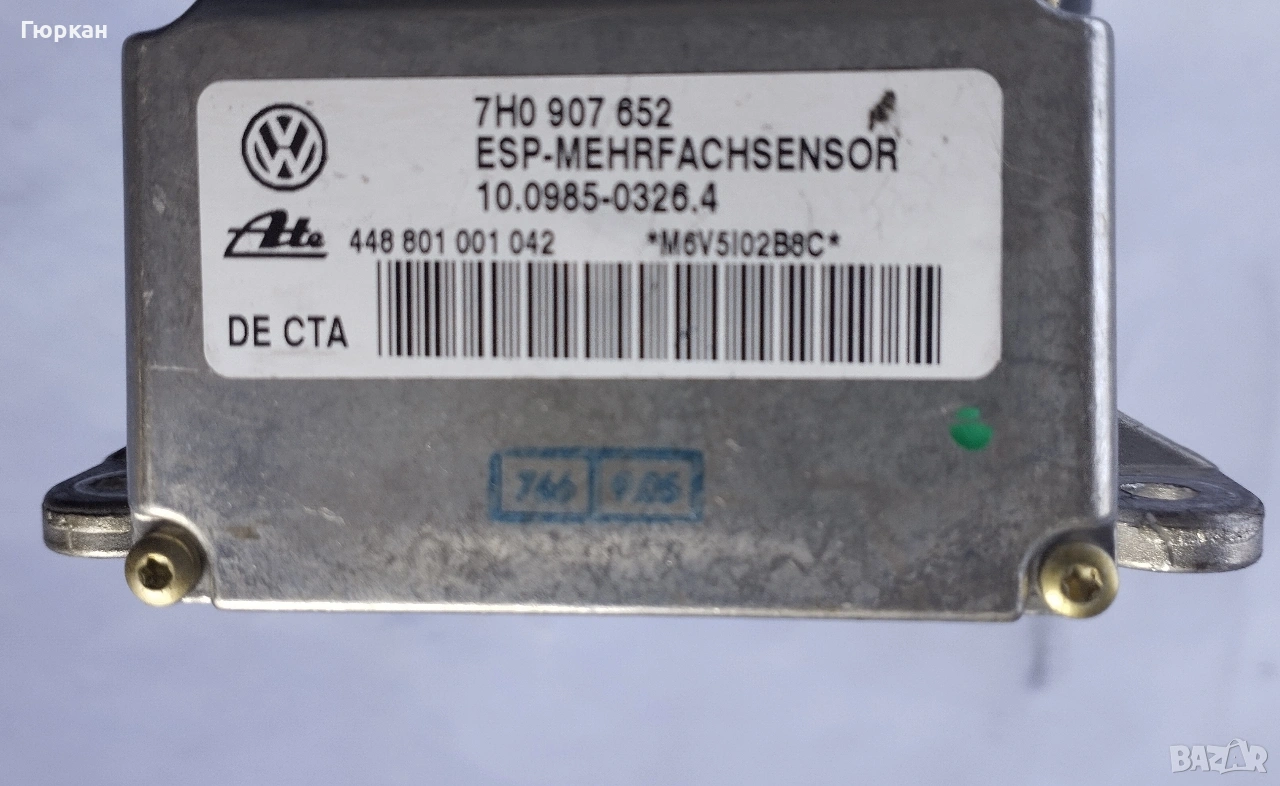 Гюркан
7H0 907 652
ESP-MEHRFACHSENSOR
10.0985-0326.4
Ate 448 801 001 042 *M6V5I02B8C*
DE CTA
766 9.05
BAZAR